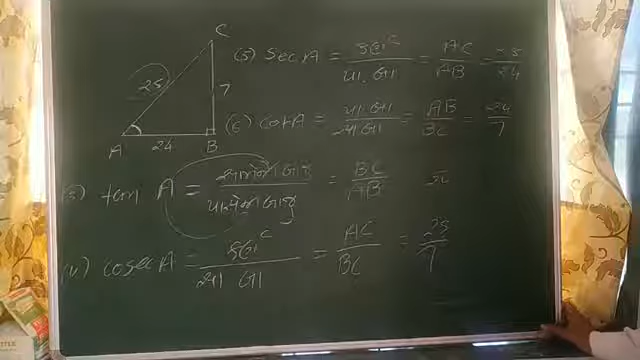 C
25
7
A
24
B
(5) sec A = કર્ણ / પા. બા = AC / AB = 25 / 24
(6) cot A = પા. બા / સા બા = AB / BC = 24 / 7
(3) tan A = સામેની બાજુ / પાસેની બાજુ = BC / AB
(4) cosec A = કર્ણ / સા બા = AC / BC = 25 / 7